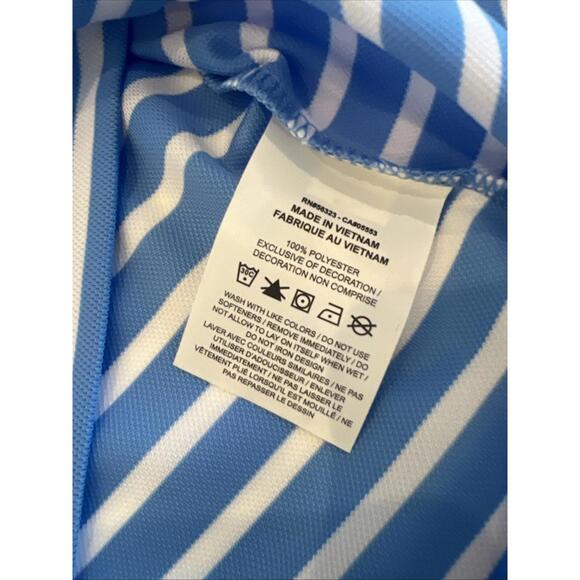 RN#56323 - CA#05553
MADE IN VIETNAM
FABRIQUE AU VIETNAM
100% POLYESTER
EXCLUSIVE OF DECORATION /
DECORATION NON COMPRISE
30C
WASH WITH LIKE COLORS / DO NOT USE
SOFTENERS / REMOVE IMMEDIATELY / DO
NOT ALLOW TO LAY ON ITSELF WHEN WET /
DO NOT IRON DESIGN
LAVER AVEC COULEURS SIMILAIRES / NE PAS
UTILISER D'ADOUCISSEUR / ENLEVER
IMMEDIATEMENT / NE PAS LAISSER LE
VÊTEMENT PLIÉ LORSQU'IL EST MOUILLÉ / NE
PAS REPASSER LE DESSIN